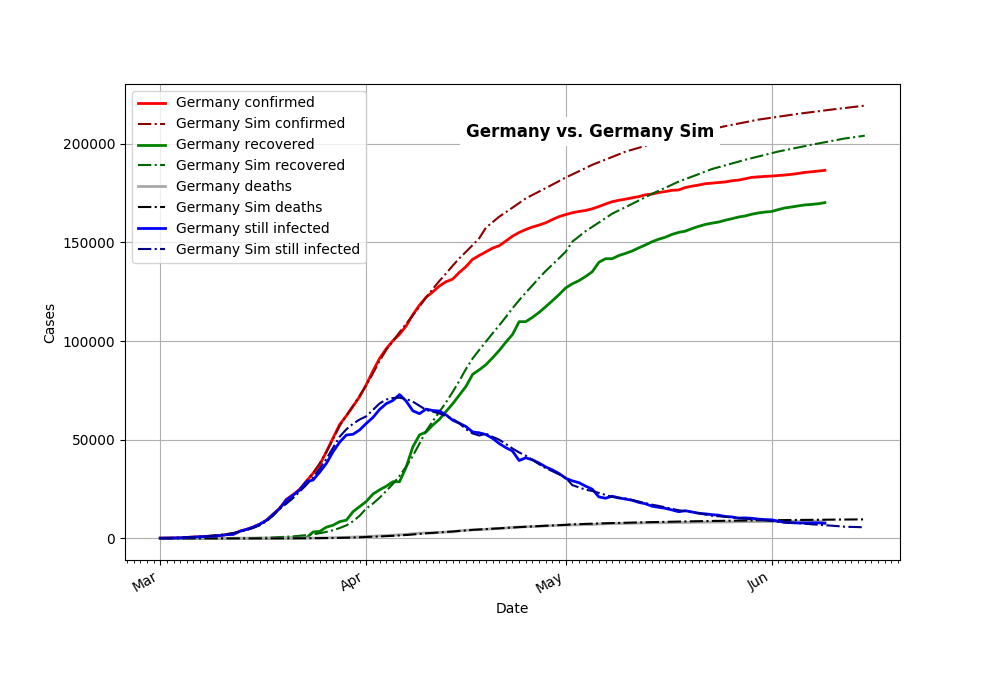 Germany confirmed
Germany Sim confirmed
Germany recovered
Germany Sim recovered
Germany deaths
Germany Sim deaths
Germany still infected
Germany Sim still infected
Germany vs. Germany Sim
200000
150000
100000
50000
0
Cases
Mar
Apr
May
Jun
Date